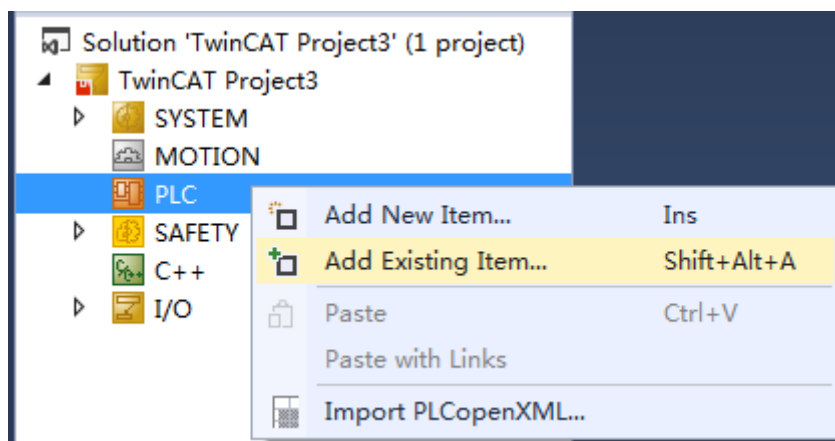 Solution 'TwinCAT Project3' (1 project)
TwinCAT Project3
SYSTEM
MOTION
PLC
SAFETY
C++
I/O
Add New Item... Ins
Add Existing Item... Shift+Alt+A
Paste Ctrl+V
Paste with Links
Import PLCopenXML...